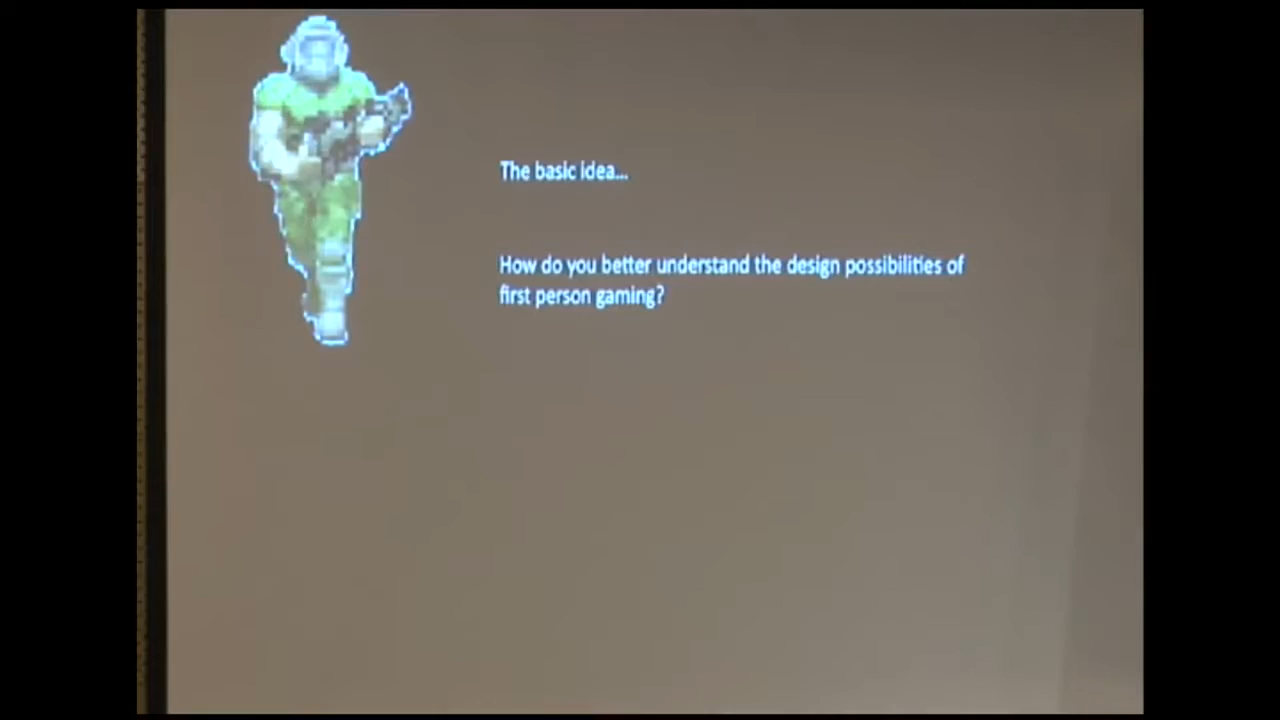 The basic idea...
How do you better understand the design possibilities of
first person gaming?